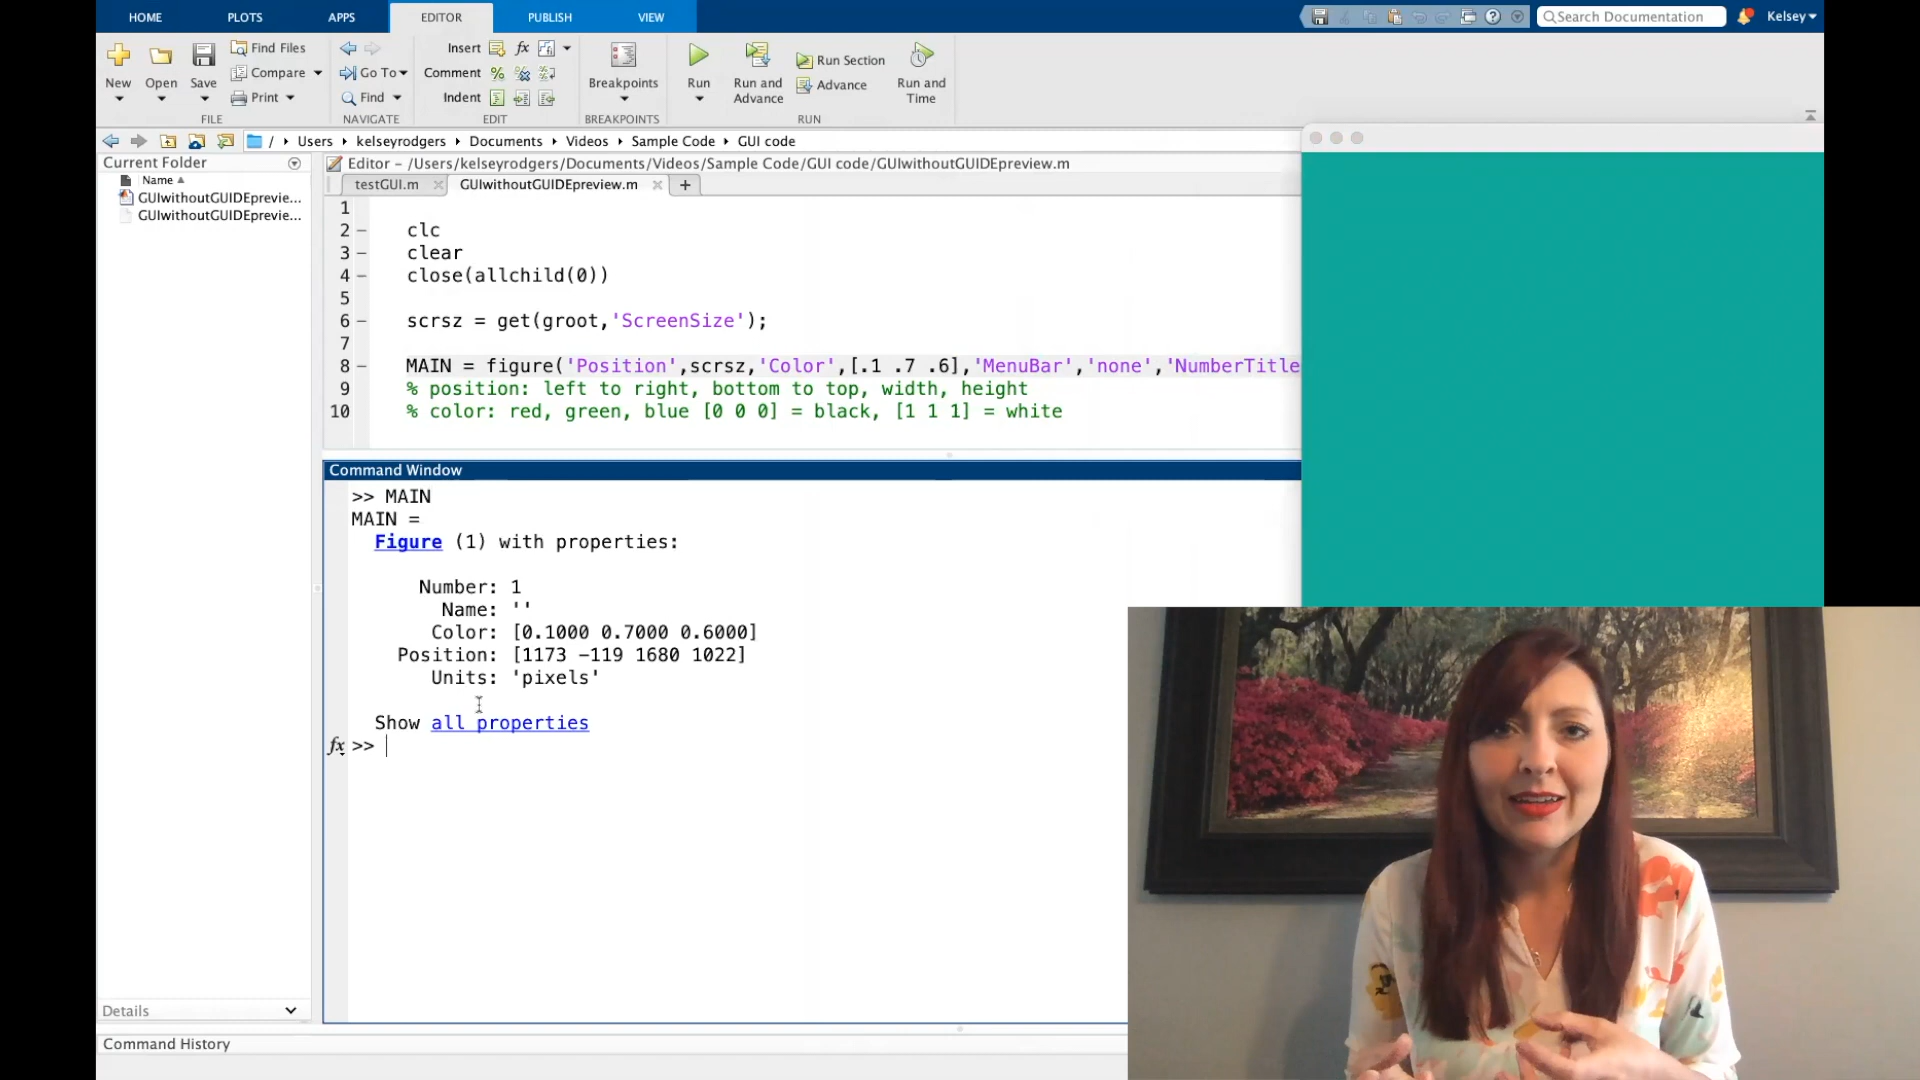 HOME PLOTS APPS EDITOR PUBLISH VIEW
Search Documentation Kelsey
New Open Save
Find Files
Compare
Print
FILE
Go To
Find
NAVIGATE
Insert fx
Comment
Indent
EDIT
Breakpoints
BREAKPOINTS
Run
Run and Advance
Run Section
Advance
Run and Time
RUN
/ Users kelseyrodgers Documents Videos Sample Code GUI code
Current Folder
Name
GUIwithoutGUIDEprevie...
GUIwithoutGUIDEprevie...
Editor – /Users/kelseyrodgers/Documents/Videos/Sample Code/GUI code/GUIwithoutGUIDEpreview.m
testGUI.m GUIwithoutGUIDEpreview.m +
1
2 – clc
3 – clear
4 – close(allchild(0))
5
6 – scrsz = get(groot,'ScreenSize');
7
8 – MAIN = figure('Position',scrsz,'Color',[.1 .7 .6],'MenuBar','none','NumberTitle
9 % position: left to right, bottom to top, width, height
10 % color: red, green, blue [0 0 0] = black, [1 1 1] = white
Command Window
>> MAIN
MAIN =
Figure (1) with properties:
Number: 1
Name: ''
Color: [0.1000 0.7000 0.6000]
Position: [1173 -119 1680 1022]
Units: 'pixels'
Show all properties
fx >>
Details
Command History